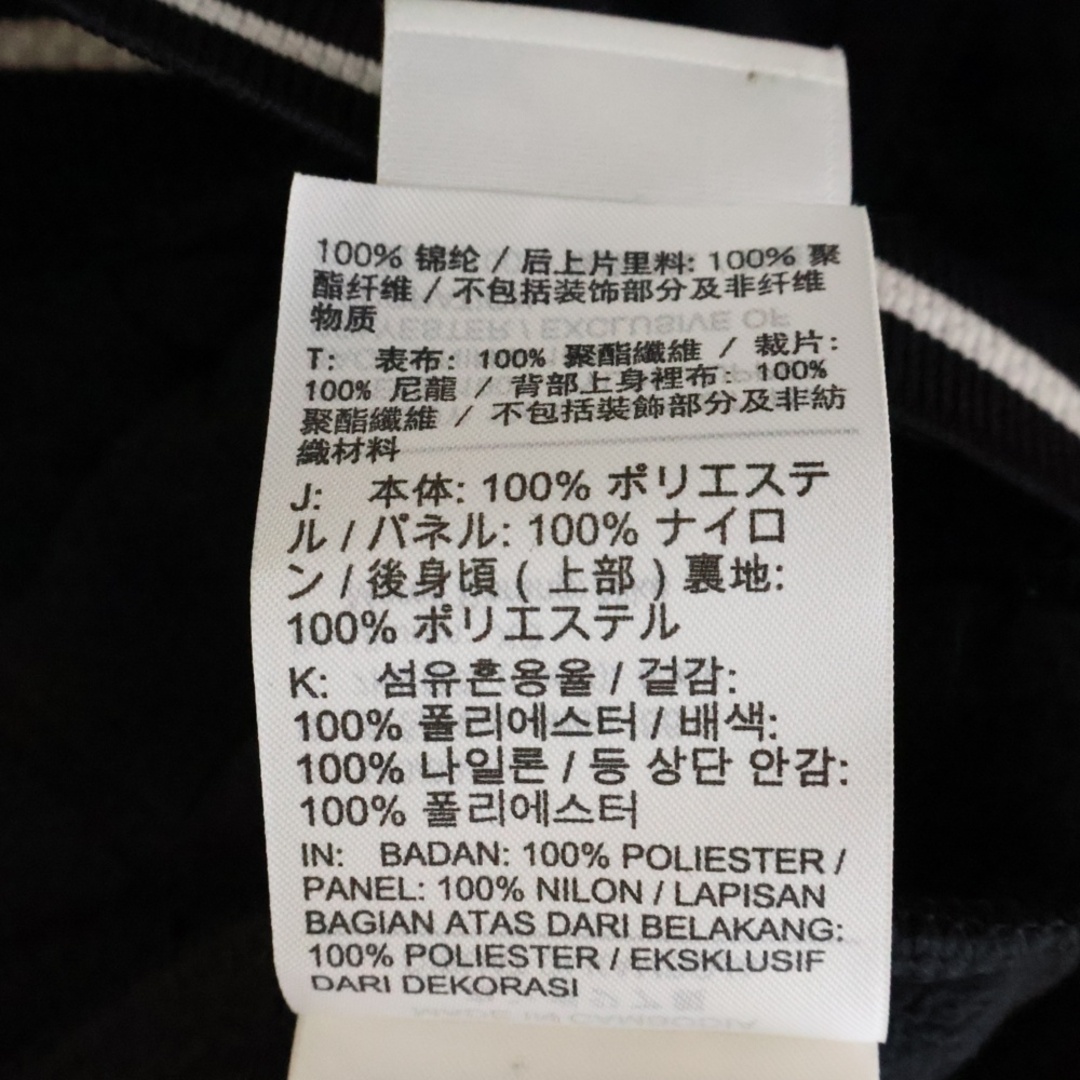 100% 锦纶 / 后上片里料: 100% 聚
酯纤维 / 不包括装饰部分及非纤维
物质
T: 表布: 100% 聚酯纖維 / 裁片:
100% 尼龍 / 背部上身裡布: 100%
聚酯纖維 / 不包括裝飾部分及非紡
織材料
J: 本体: 100% ポリエステ
ル / パネル: 100% ナイロ
ン / 後身頃 ( 上部 ) 裏地:
100% ポリエステル
K: 섬유혼용율 / 겉감:
100% 폴리에스터 / 배색:
100% 나일론 / 등 상단 안감:
100% 폴리에스터
IN: BADAN: 100% POLIESTER /
PANEL: 100% NILON / LAPISAN
BAGIAN ATAS DARI BELAKANG:
100% POLIESTER / EKSKLUSIF
DARI DEKORASI